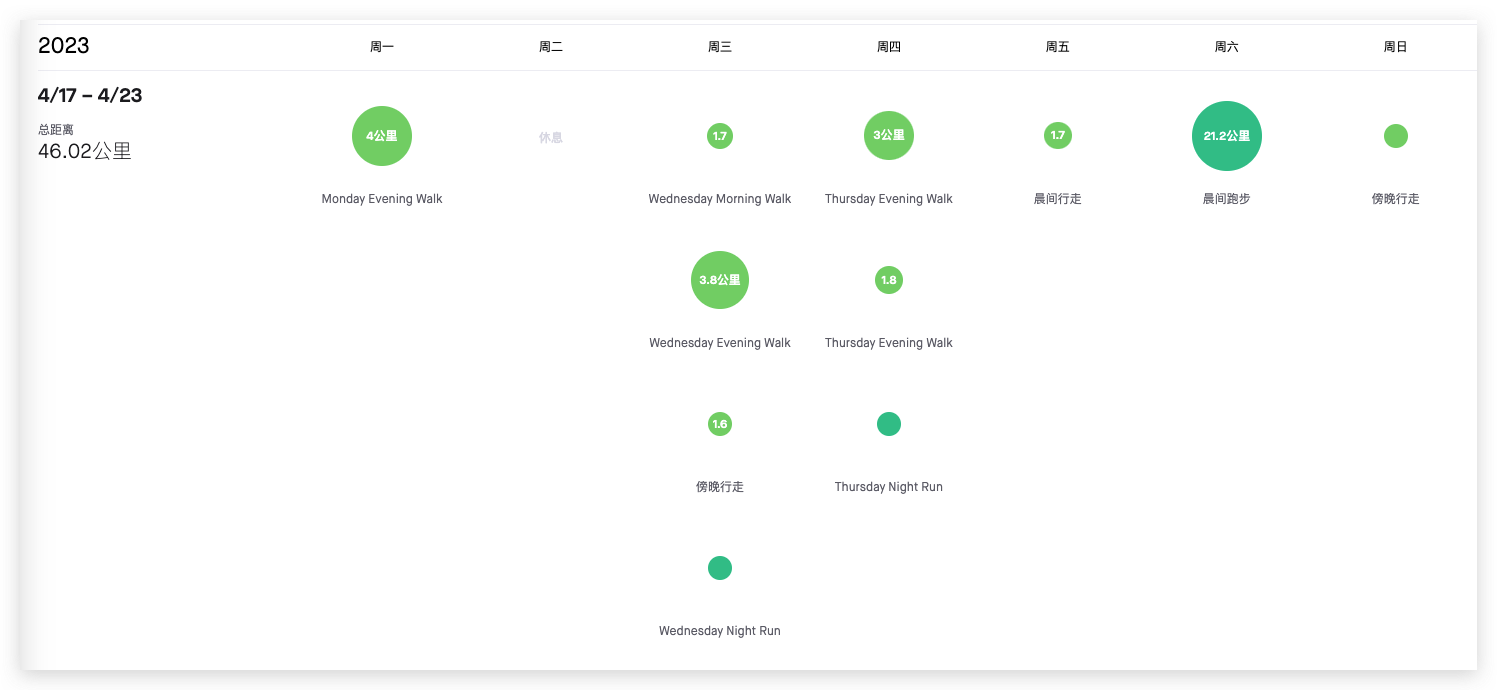 2023 周一 周二 周三 周四 周五 周六 周日
4/17 – 4/23
总距离
46.02公里
4公里 休息 1.7 3公里 1.7 21.2公里
Monday Evening Walk Wednesday Morning Walk Thursday Evening Walk 晨间行走 晨间跑步 傍晚行走
3.8公里 1.8
Wednesday Evening Walk Thursday Evening Walk
1.6
傍晚行走 Thursday Night Run
Wednesday Night Run